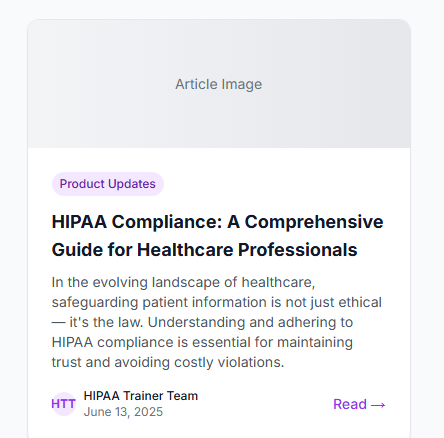 Article Image
Product Updates
HIPAA Compliance: A Comprehensive
Guide for Healthcare Professionals
In the evolving landscape of healthcare,
safeguarding patient information is not just ethical
— it's the law. Understanding and adhering to
HIPAA compliance is essential for maintaining
trust and avoiding costly violations.
HTT
HIPAA Trainer Team
June 13, 2025
Read →